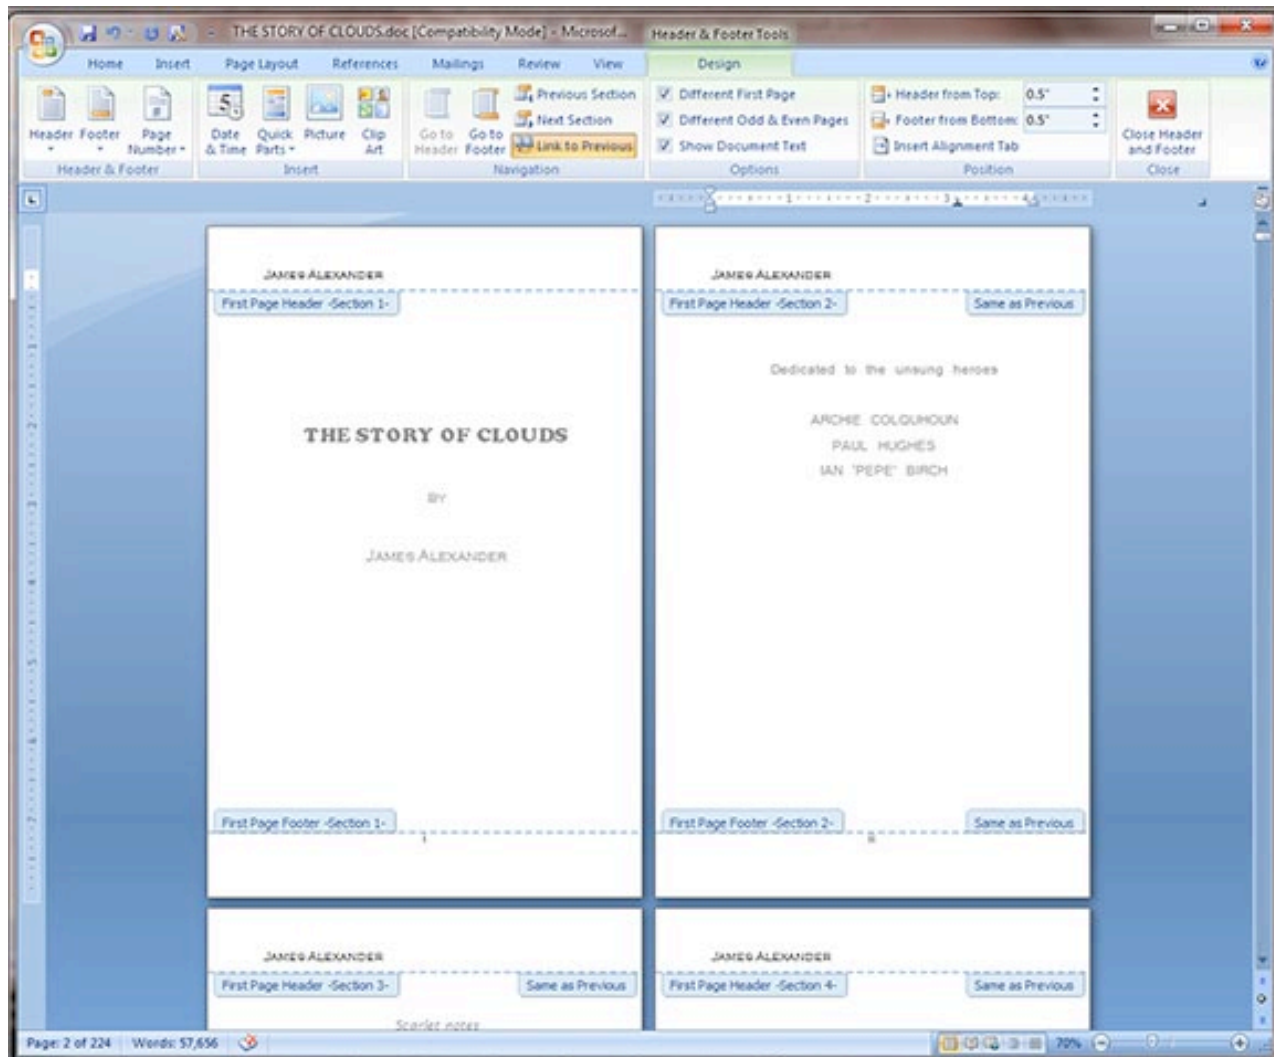 THE STORY OF CLOUDS.doc [Compatibility Mode] - Microsof...
Header & Footer Tools
Home Insert Page Layout References Mailings Review View Design
Previous Section Different First Page Header from Top: 0.5"
Next Section Different Odd & Even Pages Footer from Bottom: 0.5"
Header Footer Page Number Date & Time Quick Parts Picture Clip Art Go to Header Go to Footer Link to Previous Show Document Text Insert Alignment Tab Close Header and Footer
Header & Footer Insert Navigation Options Position Close
JAMES ALEXANDER
First Page Header -Section 1-
THE STORY OF CLOUDS
BY
JAMES ALEXANDER
First Page Footer -Section 1-
i
JAMES ALEXANDER
First Page Header -Section 2- Same as Previous
Dedicated to the unsung heroes
ARCHIE COLQUHOUN
PAUL HUGHES
IAN "PEPE" BIRCH
First Page Footer -Section 2- Same as Previous
ii
JAMES ALEXANDER
First Page Header -Section 3- Same as Previous
Scarlet notes
JAMES ALEXANDER
First Page Header -Section 4- Same as Previous
Page: 2 of 224 Words: 57,656 70%